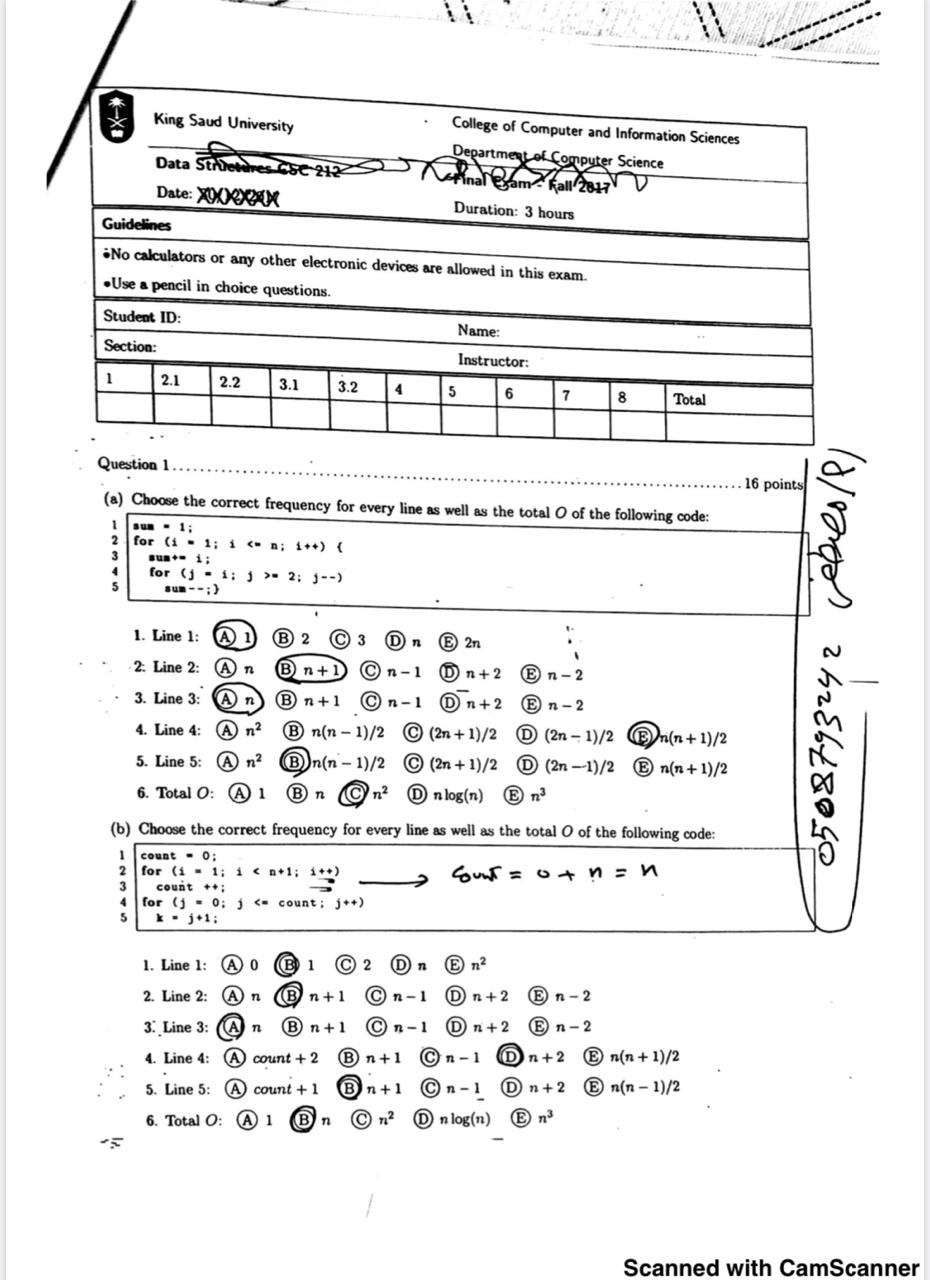 King Saud University
College of Computer and Information Sciences
Department of Computer Science
Data Structures CSC 212
Final Exam - Fall 2017
Date:
Duration: 3 hours
Guidelines
•No calculators or any other electronic devices are allowed in this exam.
•Use a pencil in choice questions.
Student ID:
Name:
Section:
Instructor:
1 2.1 2.2 3.1 3.2 4 5 6 7 8 Total
Question 1 ........ 16 points
(a) Choose the correct frequency for every line as well as the total O of the following code:
1 sum = 1;
2 for (i = 1; i <= n; i++) {
3 sum+= i;
4 for (j = i; j >= 2; j--)
5 sum--;}
1. Line 1: Ⓐ 1 Ⓑ 2 Ⓒ 3 Ⓓ n Ⓔ 2n
2. Line 2: Ⓐ n Ⓑ n + 1 Ⓒ n − 1 Ⓓ n + 2 Ⓔ n − 2
3. Line 3: Ⓐ n Ⓑ n + 1 Ⓒ n − 1 Ⓓ n + 2 Ⓔ n − 2
4. Line 4: Ⓐ n² Ⓑ n(n − 1)/2 Ⓒ (2n + 1)/2 Ⓓ (2n − 1)/2 Ⓔ n(n + 1)/2
5. Line 5: Ⓐ n² Ⓑ n(n − 1)/2 Ⓒ (2n + 1)/2 Ⓓ (2n − 1)/2 Ⓔ n(n + 1)/2
6. Total O: Ⓐ 1 Ⓑ n Ⓒ n² Ⓓ n log(n) Ⓔ n³
(b) Choose the correct frequency for every line as well as the total O of the following code:
1 count = 0;
2 for (i = 1; i < n+1; i++)
3 count ++;
4 for (j = 0; j <= count; j++)
5 k = j+1;
Count = 0 + n = n
1. Line 1: Ⓐ 0 Ⓑ 1 Ⓒ 2 Ⓓ n Ⓔ n²
2. Line 2: Ⓐ n Ⓑ n + 1 Ⓒ n − 1 Ⓓ n + 2 Ⓔ n − 2
3. Line 3: Ⓐ n Ⓑ n + 1 Ⓒ n − 1 Ⓓ n + 2 Ⓔ n − 2
4. Line 4: Ⓐ count + 2 Ⓑ n + 1 Ⓒ n − 1 Ⓓ n + 2 Ⓔ n(n + 1)/2
5. Line 5: Ⓐ count + 1 Ⓑ n + 1 Ⓒ n − 1 Ⓓ n + 2 Ⓔ n(n − 1)/2
6. Total O: Ⓐ 1 Ⓑ n Ⓒ n² Ⓓ n log(n) Ⓔ n³
0508793242
Scanned with CamScanner